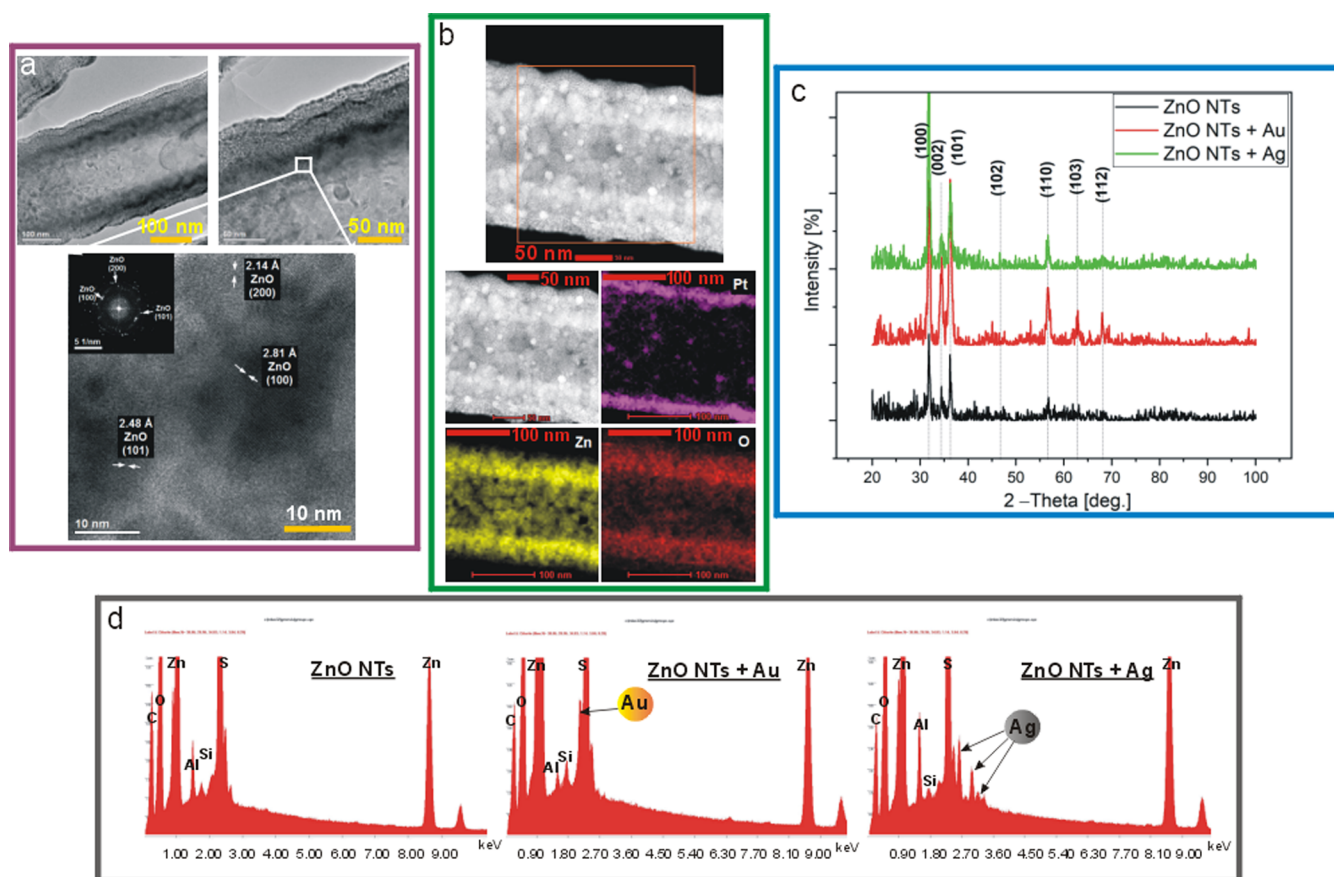 a
100 nm
100 nm
50 nm
50 nm
ZnO
(200)
ZnO
(100)
ZnO
(101)
5 1/nm
2.14 Å
ZnO
(200)
2.81 Å
ZnO
(100)
2.48 Å
ZnO
(101)
10 nm
10 nm
b
50 nm
50 nm
100 nm
Pt
100 nm
100 nm
Zn
100 nm
100 nm
O
100 nm
c
ZnO NTs
ZnO NTs + Au
ZnO NTs + Ag
(100)
(002)
(101)
(102)
(110)
(103)
(112)
Intensity [%]
20 30 40 50 60 70 80 90 100
2 –Theta [deg.]
d
ZnO NTs
C O Zn Al Si S Zn
1.00 2.00 3.00 4.00 5.00 6.00 7.00 8.00 9.00 keV
ZnO NTs + Au
C O Zn Al Si S Au Zn
0.90 1.80 2.70 3.60 4.50 5.40 6.30 7.20 8.10 9.00 keV
ZnO NTs + Ag
C O Zn Al Si S Ag Zn
0.90 1.80 2.70 3.60 4.50 5.40 6.30 7.20 8.10 9.00 keV